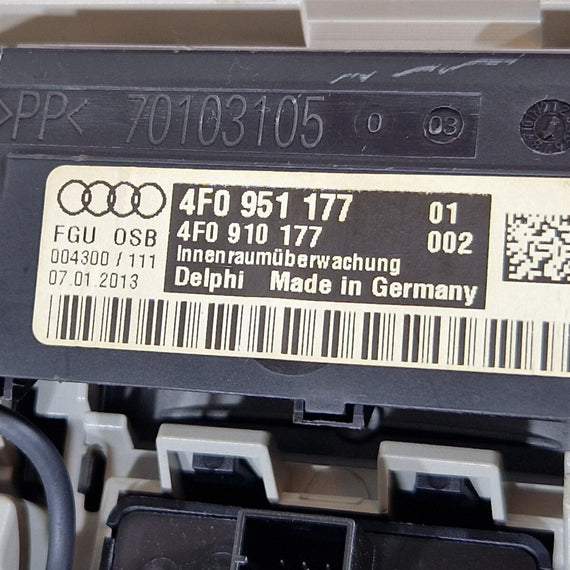 >PP< 70103105 0 03
4F0 951 177 01
4F0 910 177 002
FGU OSB
004300 / 111
07.01.2013
Innenraumüberwachung
Delphi Made in Germany